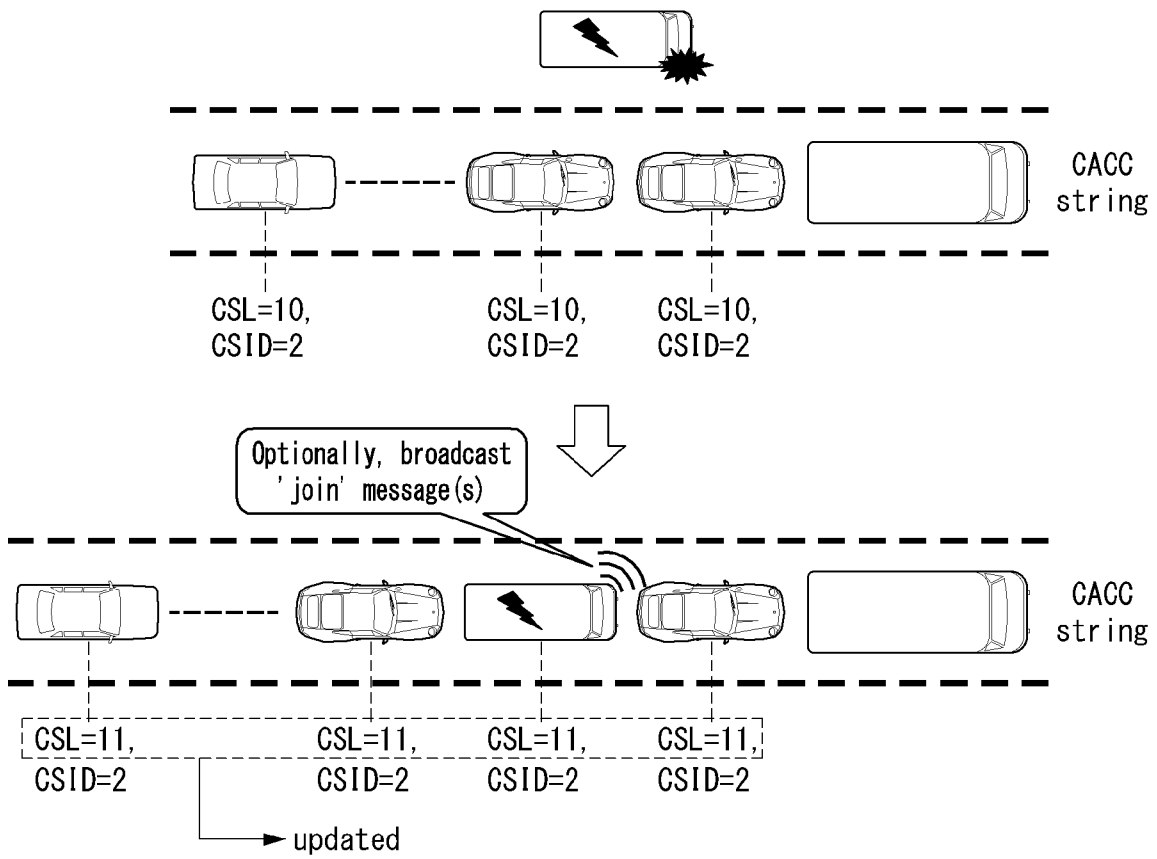 CACC
string
CSL=10,
CSID=2
CSL=10,
CSID=2
CSL=10,
CSID=2
Optionally, broadcast
'join' message(s)
CACC
string
CSL=11,
CSID=2
CSL=11,
CSID=2
CSL=11,
CSID=2
CSL=11,
CSID=2
updated